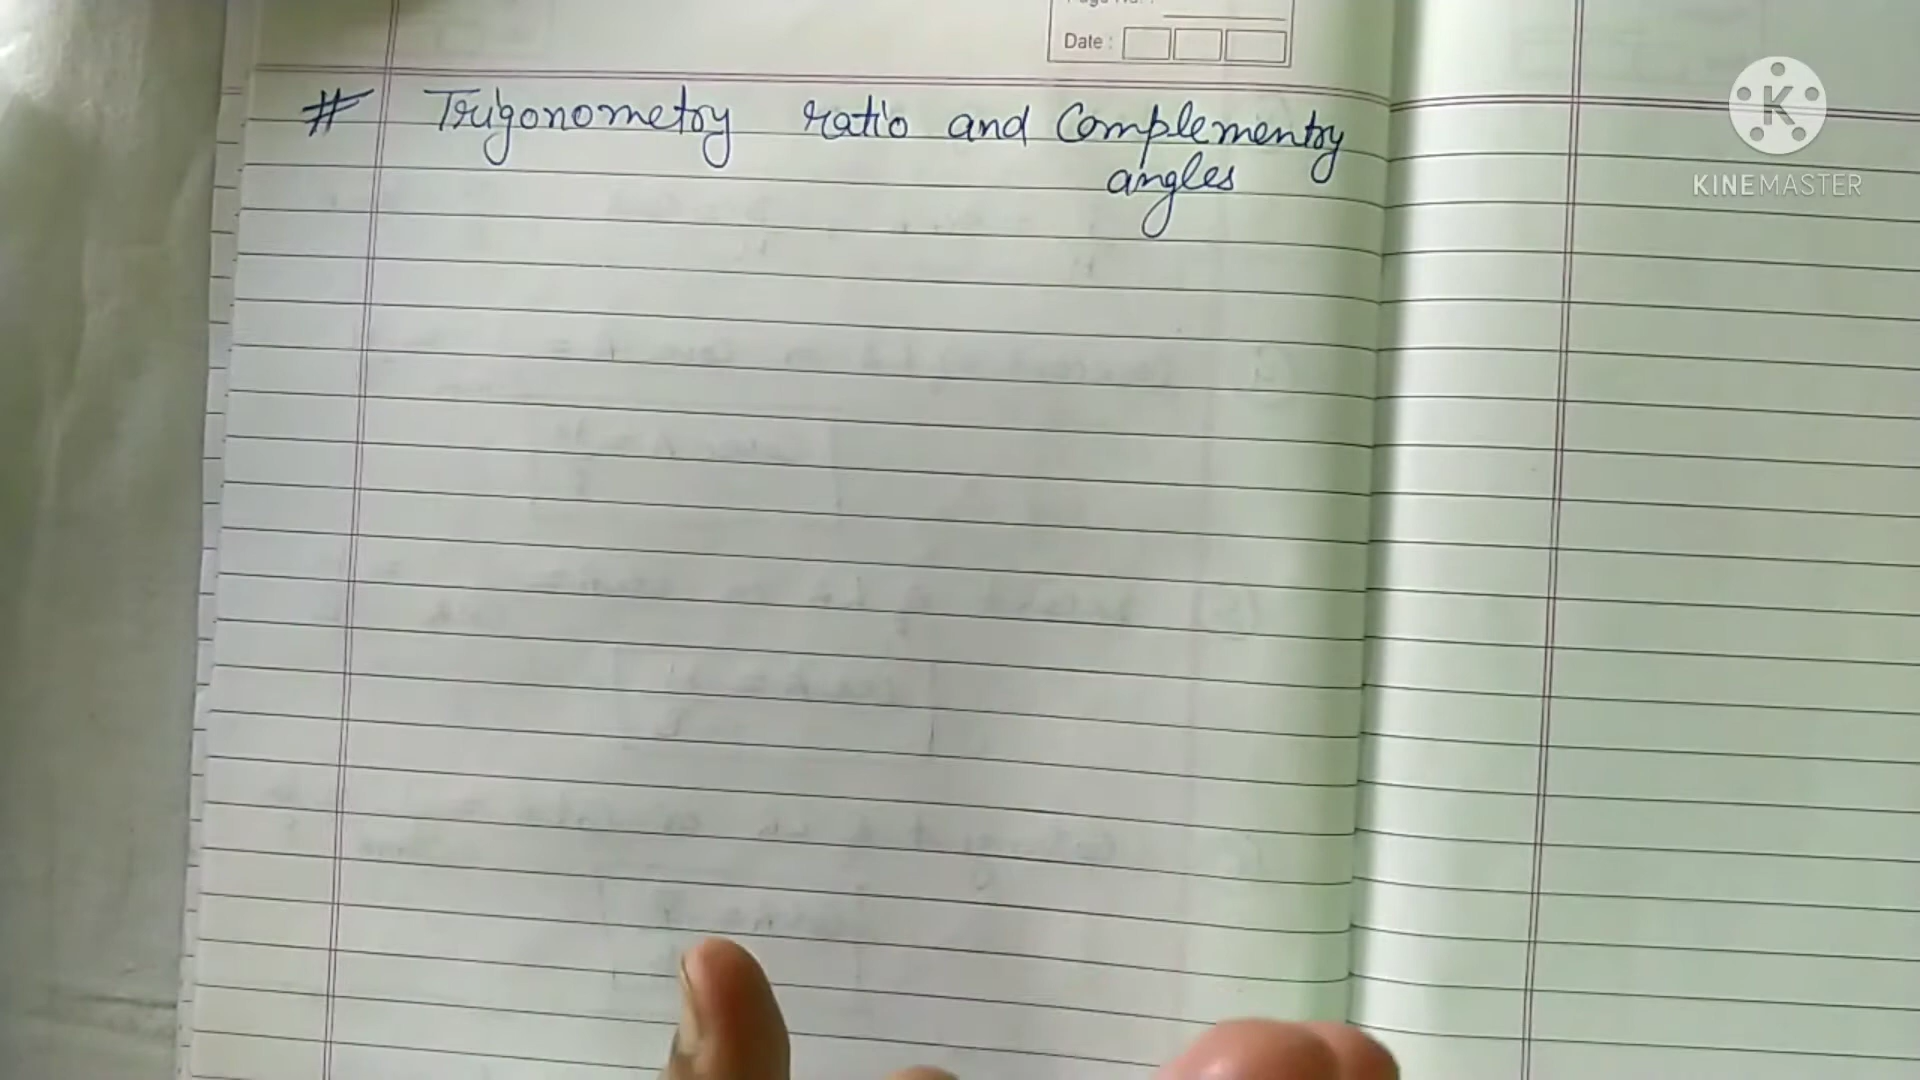 Date :
# Trigonometry ratio and Complementry
angles
K
KINEMASTER